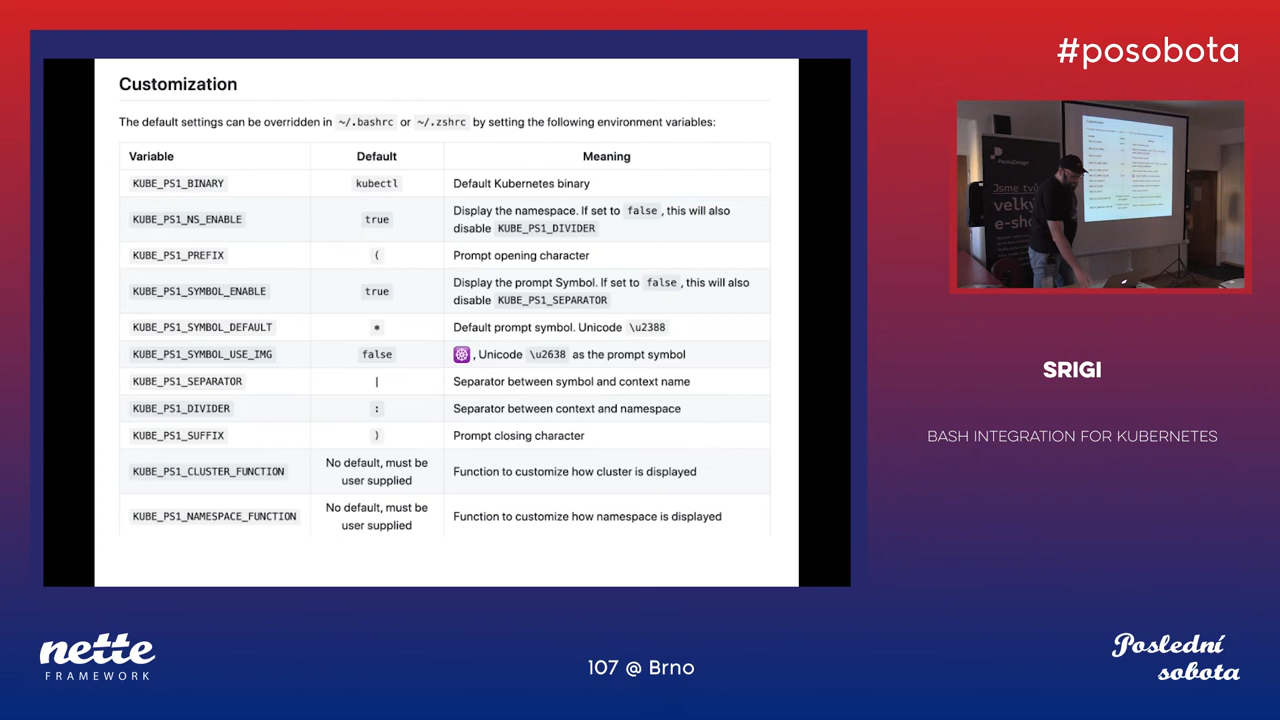 #posobota
Customization
The default settings can be overridden in ~/.bashrc or ~/.zshrc by setting the following environment variables:
Variable Default Meaning
KUBE_PS1_BINARY kubectl Default Kubernetes binary
KUBE_PS1_NS_ENABLE true Display the namespace. If set to false , this will also
disable KUBE_PS1_DIVIDER
KUBE_PS1_PREFIX ( Prompt opening character
KUBE_PS1_SYMBOL_ENABLE true Display the prompt Symbol. If set to false , this will also
disable KUBE_PS1_SEPARATOR
KUBE_PS1_SYMBOL_DEFAULT Default prompt symbol. Unicode \u2388
KUBE_PS1_SYMBOL_USE_IMG false ☸, Unicode \u2638 as the prompt symbol
KUBE_PS1_SEPARATOR | Separator between symbol and context name
KUBE_PS1_DIVIDER : Separator between context and namespace
KUBE_PS1_SUFFIX ) Prompt closing character
KUBE_PS1_CLUSTER_FUNCTION No default, must be
user supplied Function to customize how cluster is displayed
KUBE_PS1_NAMESPACE_FUNCTION No default, must be
user supplied Function to customize how namespace is displayed
Jsme tvů
velký
e-sho
SRIGI
BASH INTEGRATION FOR KUBERNETES
nette
FRAMEWORK
107 @ Brno
Poslední
sobota